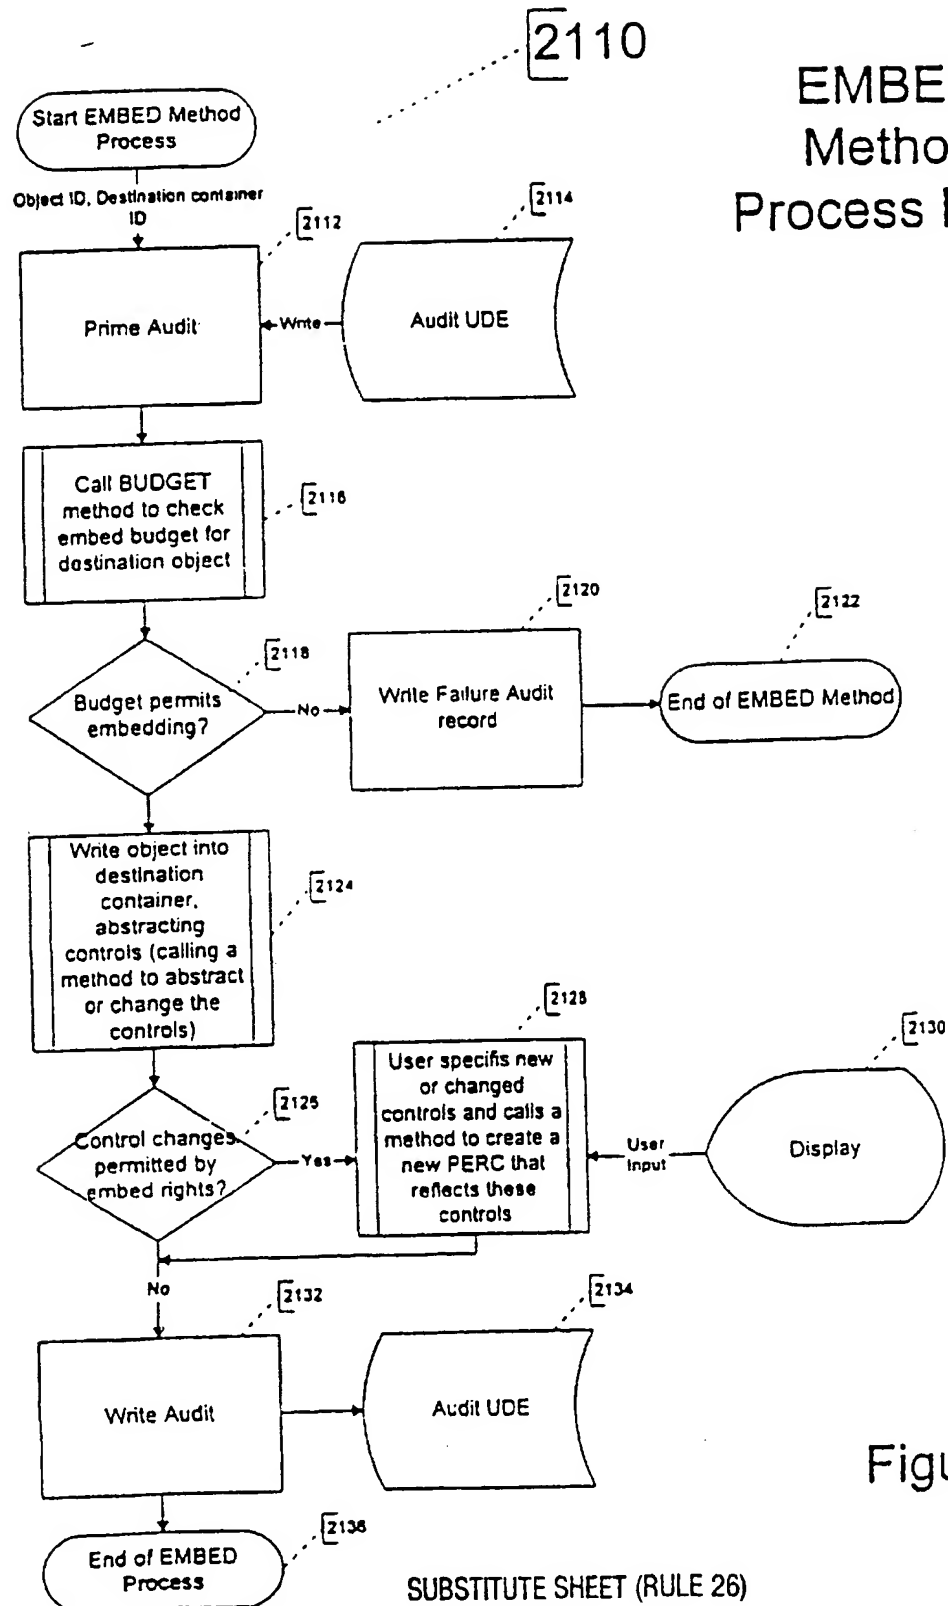 2110
EMBE
Metho
Process
Start EMBED Method
Process
Object ID, Destination container
ID
2112
2114
Prime Audit
Write
Audit UDE
Call BUDGET
method to check
embed budget for
destination object
2116
2118
Budget permits
embedding?
No
2120
Write Failure Audit
record
2122
End of EMBED Method
Write object into
destination
container,
abstracting
controls (calling a
method to abstract
or change the
controls)
2124
2126
Control changes
permitted by
embed rights?
Yes
2128
User specifis new
or changed
controls and calls a
method to create a
new PERC that
reflects these
controls
User
Input
2130
Display
No
2132
Write Audit
2134
Audit UDE
Figu
End of EMBED
Process
2136
SUBSTITUTE SHEET (RULE 26)